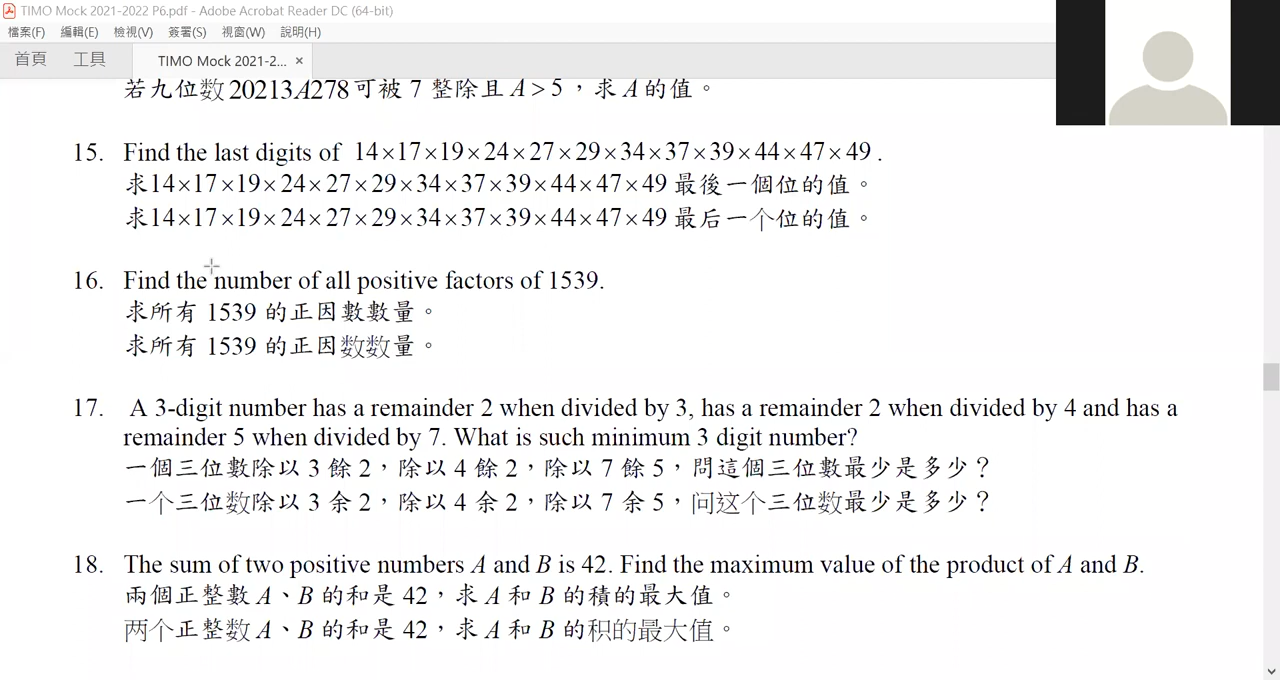 TIMO Mock 2021-2022 P6.pdf - Adobe Acrobat Reader DC (64-bit)
檔案(F) 編輯(E) 檢視(V) 簽署(S) 視窗(W) 說明(H)
首頁 工具 TIMO Mock 2021-2... ×
若九位数 20213A278 可被 7 整除且 A > 5，求 A 的值。
15. Find the last digits of 14×17×19×24×27×29×34×37×39×44×47×49 .
求14×17×19×24×27×29×34×37×39×44×47×49 最後一個位的值。
求14×17×19×24×27×29×34×37×39×44×47×49 最后一个位的值。
16. Find the number of all positive factors of 1539.
求所有 1539 的正因數數量。
求所有 1539 的正因数数量。
17. A 3-digit number has a remainder 2 when divided by 3, has a remainder 2 when divided by 4 and has a
remainder 5 when divided by 7. What is such minimum 3 digit number?
一個三位數除以 3 餘 2，除以 4 餘 2，除以 7 餘 5，問這個三位數最少是多少？
一个三位数除以 3 余 2，除以 4 余 2，除以 7 余 5，问这个三位数最少是多少？
18. The sum of two positive numbers A and B is 42. Find the maximum value of the product of A and B.
兩個正整數 A、B 的和是 42，求 A 和 B 的積的最大值。
两个正整数 A、B 的和是 42，求 A 和 B 的积的最大值。